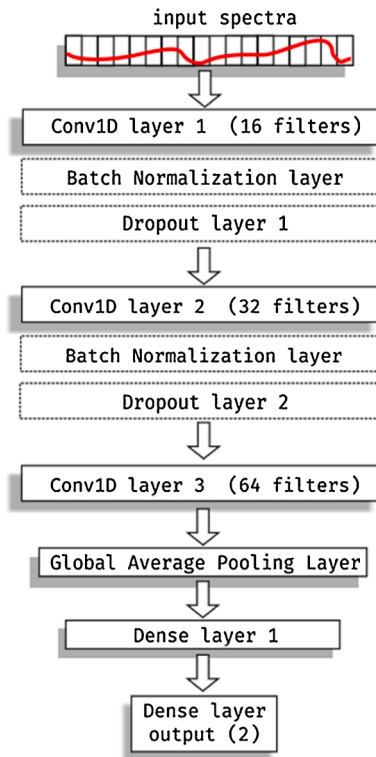 input spectra
Conv1D layer 1 (16 filters)
Batch Normalization layer
Dropout layer 1
Conv1D layer 2 (32 filters)
Batch Normalization layer
Dropout layer 2
Conv1D layer 3 (64 filters)
Global Average Pooling Layer
Dense layer 1
Dense layer
output (2)